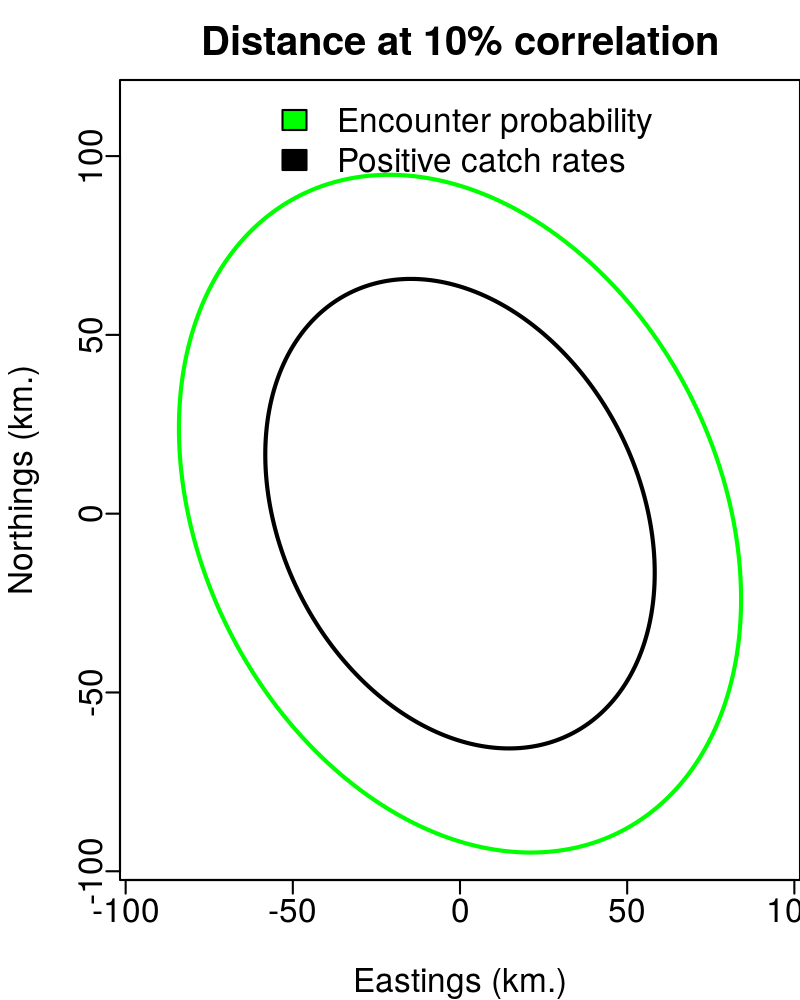 Distance at 10% correlation
Encounter probability
Positive catch rates
100
50
0
-50
-100
Northings (km.)
-100 -50 0 50 10
Eastings (km.)